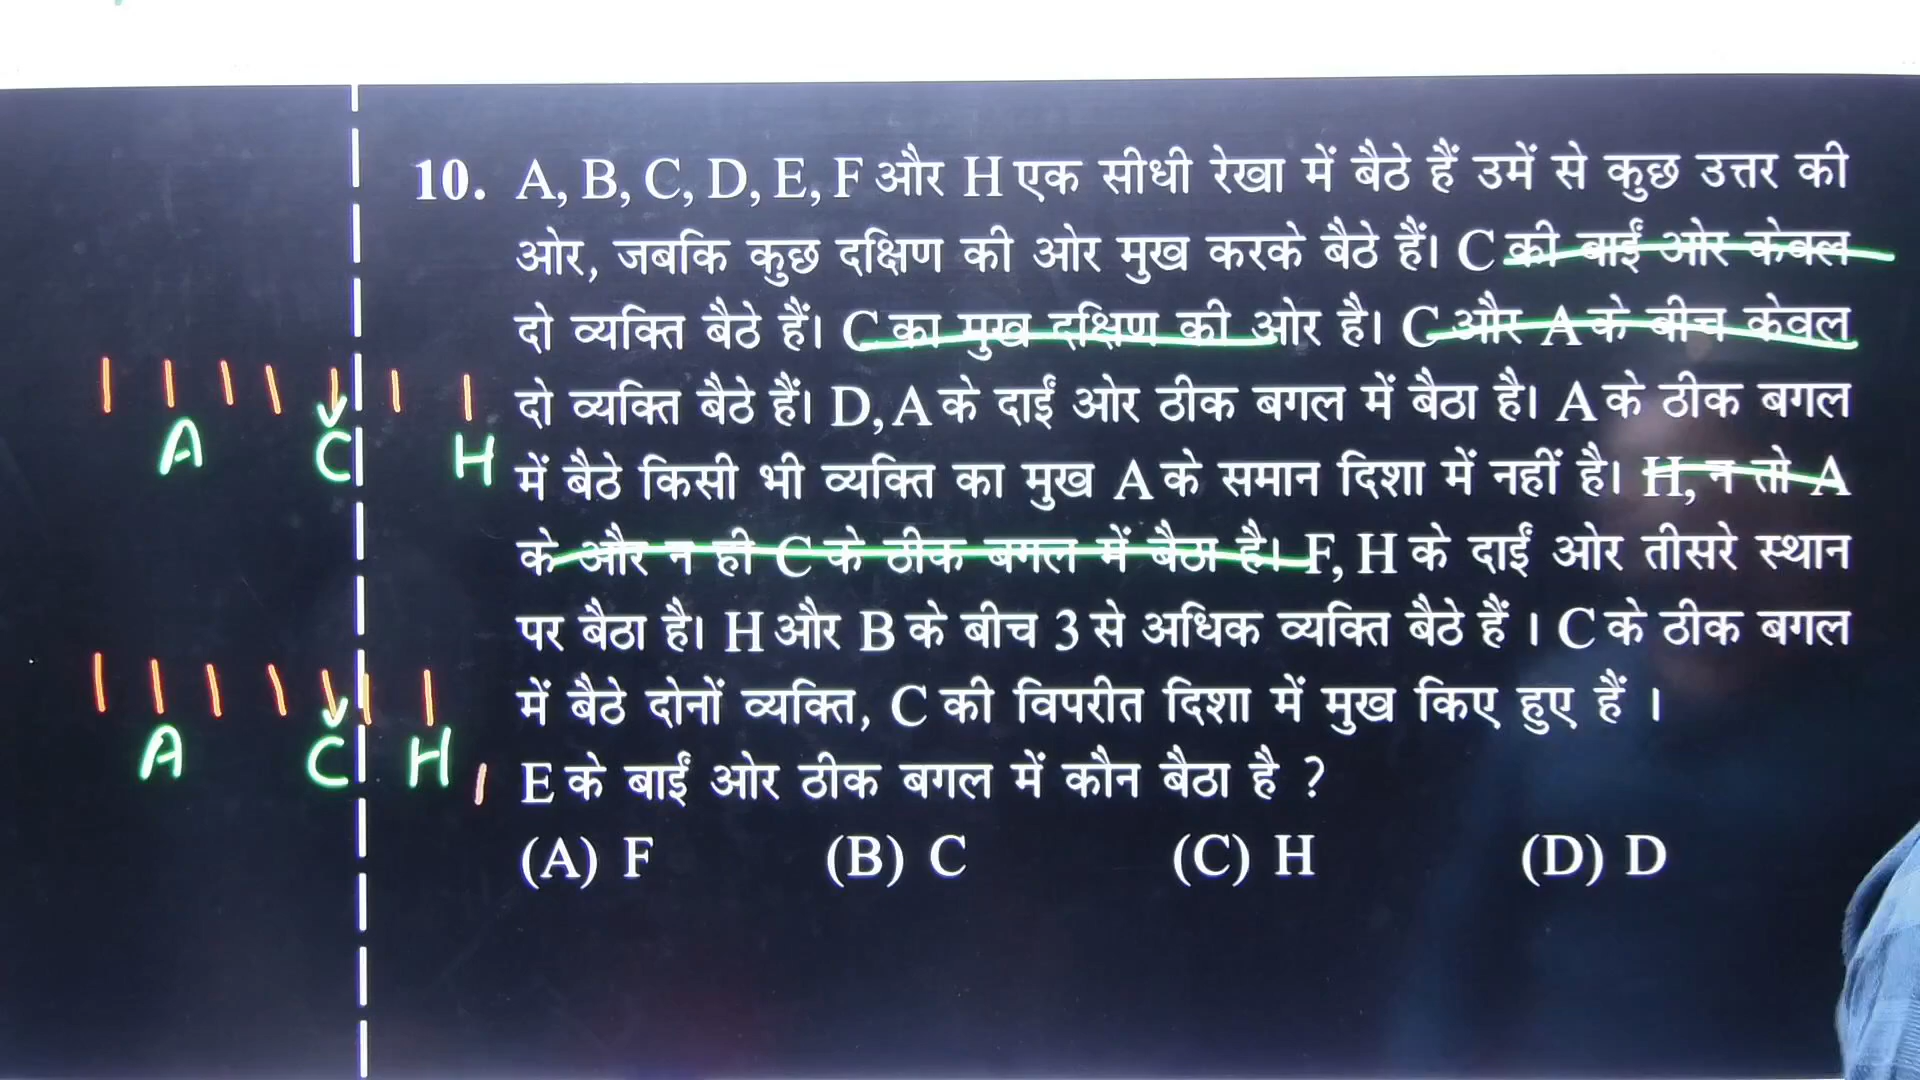 10. A, B, C, D, E, F और H एक सीधी रेखा में बैठे हैं उमें से कुछ उत्तर की
ओर, जबकि कुछ दक्षिण की ओर मुख करके बैठे हैं। C की बाईं ओर केवल
दो व्यक्ति बैठे हैं। C का मुख दक्षिण की ओर है। C और A के बीच केवल
दो व्यक्ति बैठे हैं। D, A के दाईं ओर ठीक बगल में बैठा है। A के ठीक बगल
में बैठे किसी भी व्यक्ति का मुख A के समान दिशा में नहीं है। H, न तो A
के और न ही C के ठीक बगल में बैठा है। F, H के दाईं ओर तीसरे स्थान
पर बैठा है। H और B के बीच 3 से अधिक व्यक्ति बैठे हैं । C के ठीक बगल
में बैठे दोनों व्यक्ति, C की विपरीत दिशा में मुख किए हुए हैं ।
E के बाईं ओर ठीक बगल में कौन बैठा है ?
(A) F (B) C (C) H (D) D
A C H
A C H